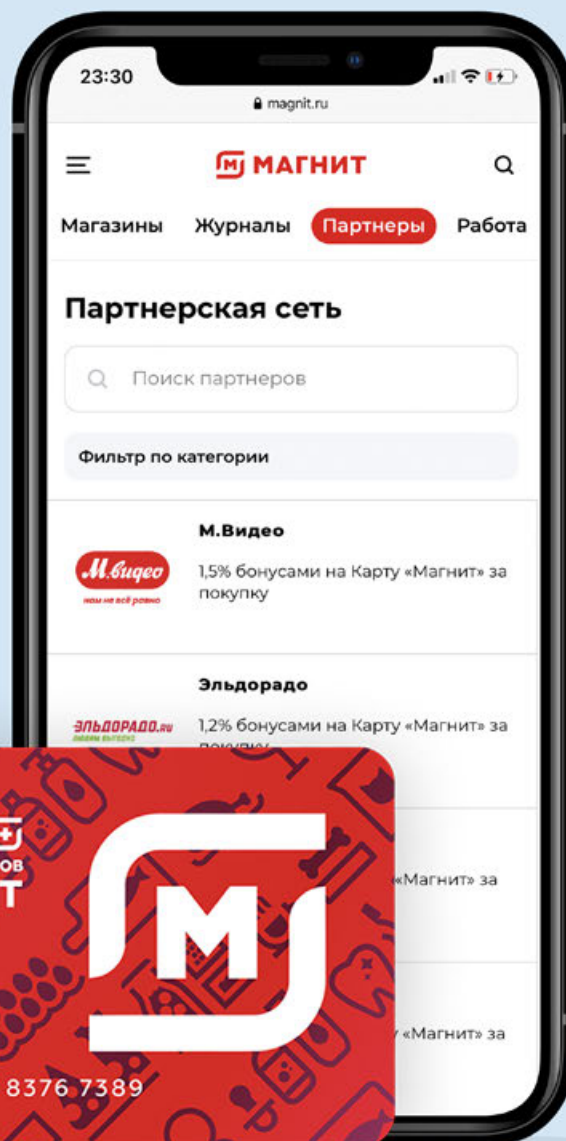 23:30
magnit.ru
МАГНИТ
Магазины Журналы Партнеры Работа
Партнерская сеть
Поиск партнеров
Фильтр по категории
М.Видео
М.видео
нам не всё равно
1,5% бонусами на Карту «Магнит» за
покупку
Эльдорадо
ЭЛЬДОРАДО.RU
1,2% бонусами на Карту «Магнит» за
покупку
«Магнит» за
«Магнит» за
М
8376 7389